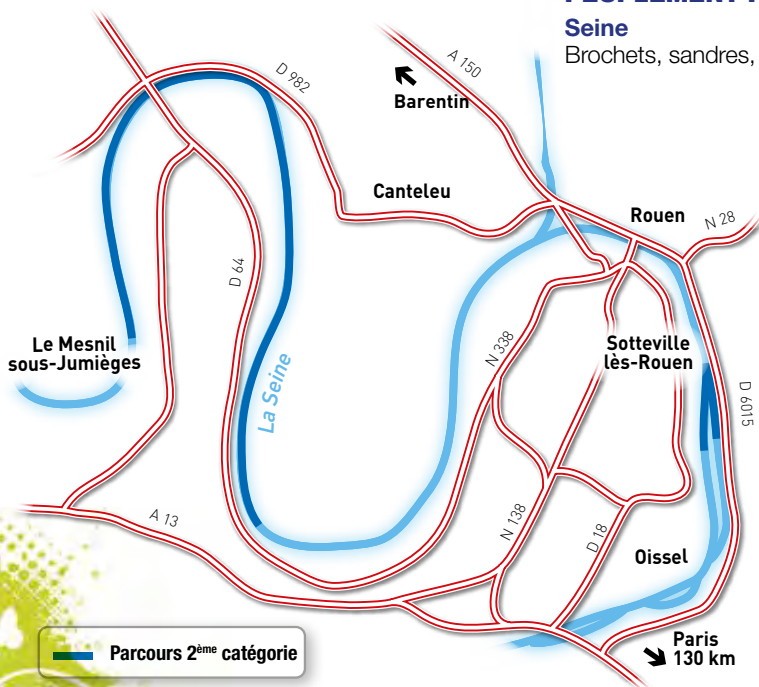 Seine
Brochets, sandres,
D 982
A 150
Barentin
Canteleu
Rouen
N 28
D 64
Le Mesnil
sous-Jumièges
La Seine
N 338
Sotteville
lès-Rouen
D 6015
A 13
N 138
D 18
Oissel
Parcours 2ème catégorie
Paris
130 km